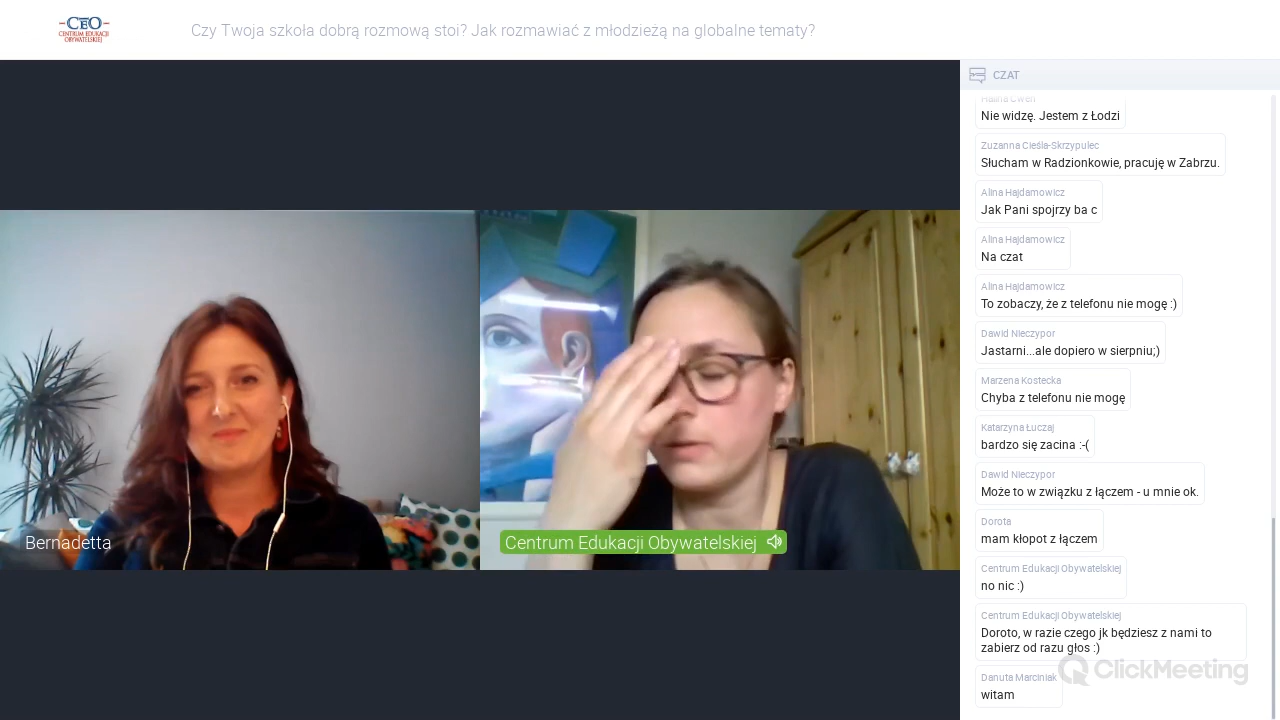 CEO
CENTRUM EDUKACJI
OBYWATELSKIEJ
Czy Twoja szkoła dobrą rozmową stoi? Jak rozmawiać z młodzieżą na globalne tematy?
CZAT
Halina Cweń
Nie widzę. Jestem z Łodzi
Zuzanna Cieśla-Skrzypulec
Słucham w Radzionkowie, pracuję w Zabrzu.
Alina Hajdamowicz
Jak Pani spojrzy ba c
Alina Hajdamowicz
Na czat
Alina Hajdamowicz
To zobaczy, że z telefonu nie mogę :)
Dawid Nieczypor
Jastarni...ale dopiero w sierpniu;)
Marzena Kostecka
Chyba z telefonu nie mogę
Katarzyna Łuczaj
bardzo się zacina :-(
Dawid Nieczypor
Może to w związku z łączem - u mnie ok.
Dorota
mam kłopot z łączem
Centrum Edukacji Obywatelskiej
no nic :)
Centrum Edukacji Obywatelskiej
Doroto, w razie czego jk będziesz z nami to
zabierz od razu głos :)
Danuta Marciniak
witam
ClickMeeting
Bernadetta
Centrum Edukacji Obywatelskiej